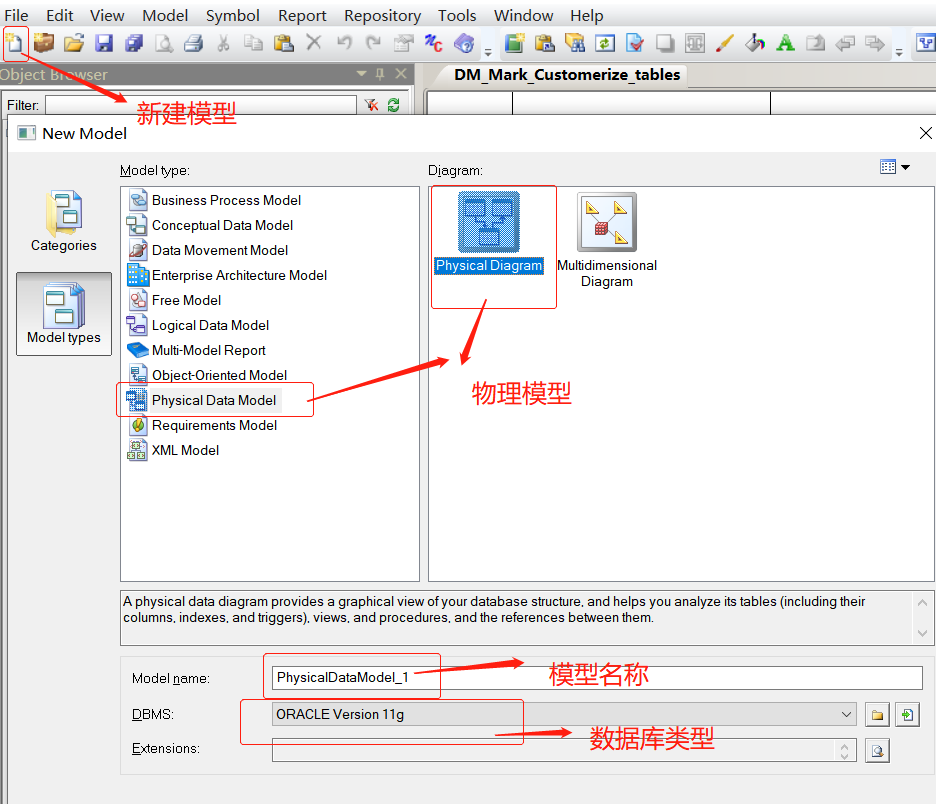 File Edit View Model Symbol Report Repository Tools Window Help
Object Browser
DM_Mark_Customerize_tables
Filter:
新建模型
New Model
Model type:
Diagram:
Categories
Model types
Business Process Model
Conceptual Data Model
Data Movement Model
Enterprise Architecture Model
Free Model
Logical Data Model
Multi-Model Report
Object-Oriented Model
Physical Data Model
Requirements Model
XML Model
Physical Diagram
Multidimensional
Diagram
物理模型
A physical data diagram provides a graphical view of your database structure, and helps you analyze its tables (including their
columns, indexes, and triggers), views, and procedures, and the references between them.
Model name:
PhysicalDataModel_1
模型名称
DBMS:
ORACLE Version 11g
数据库类型
Extensions: